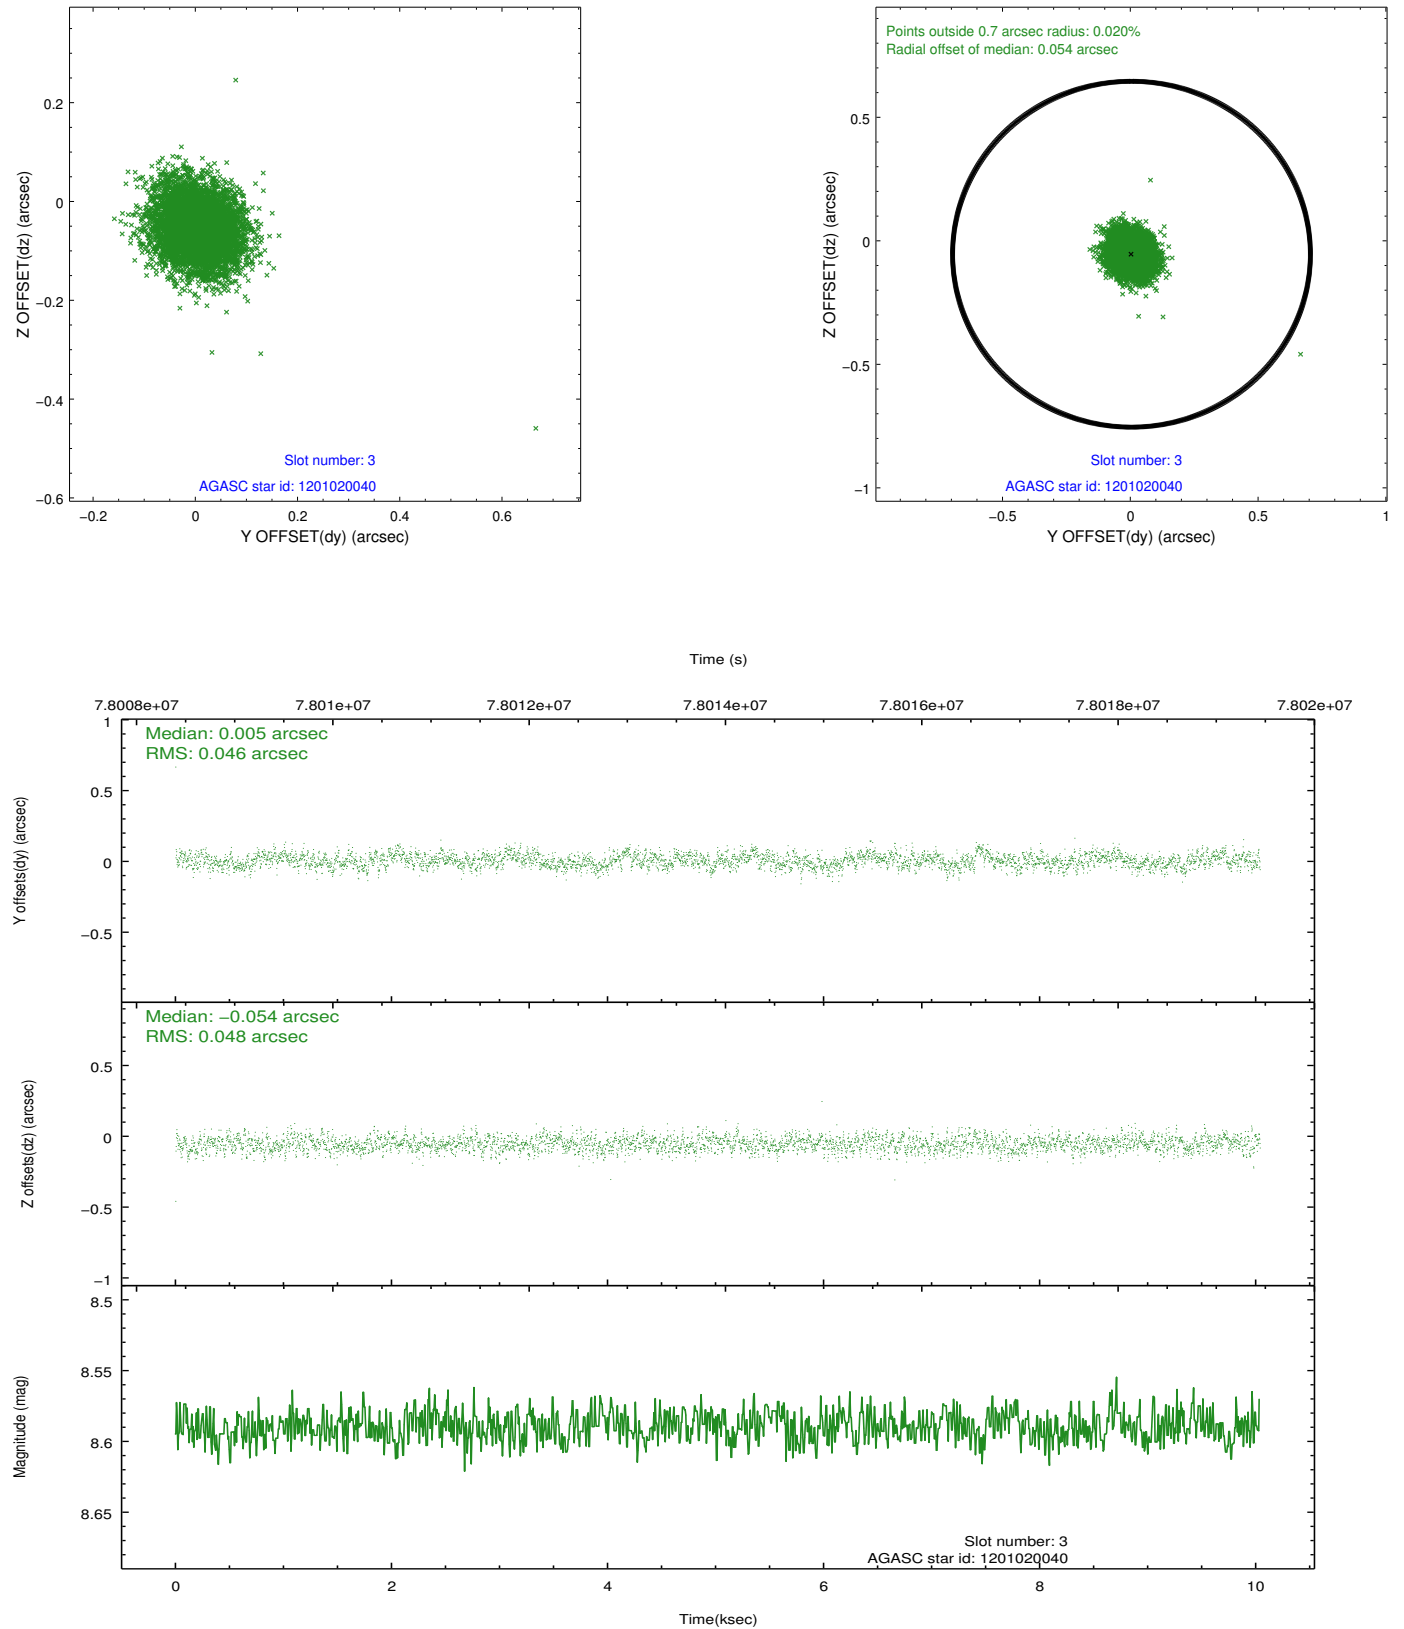 0.2
0
−0.2
−0.4
−0.6
Z OFFSET(dz) (arcsec)
Slot number: 3
AGASC star id: 1201020040
−0.2
0
0.2
0.4
0.6
Y OFFSET(dy) (arcsec)
Points outside 0.7 arcsec radius: 0.020%
Radial offset of median: 0.054 arcsec
0.5
0
−0.5
−1
Z OFFSET(dz) (arcsec)
Slot number: 3
AGASC star id: 1201020040
−0.5
0
0.5
1
Y OFFSET(dy) (arcsec)
Time (s)
7.8008e+07
7.801e+07
7.8012e+07
7.8014e+07
7.8016e+07
7.8018e+07
7.802e+07
Median: 0.005 arcsec
RMS: 0.046 arcsec
1
0.5
0
−0.5
Y offsets(dy) (arcsec)
Median: −0.054 arcsec
RMS: 0.048 arcsec
0.5
0
−0.5
−1
Z offsets(dz) (arcsec)
8.5
8.55
8.6
8.65
Magnitude (mag)
Slot number: 3
AGASC star id: 1201020040
0
2
4
6
8
10
Time(ksec)